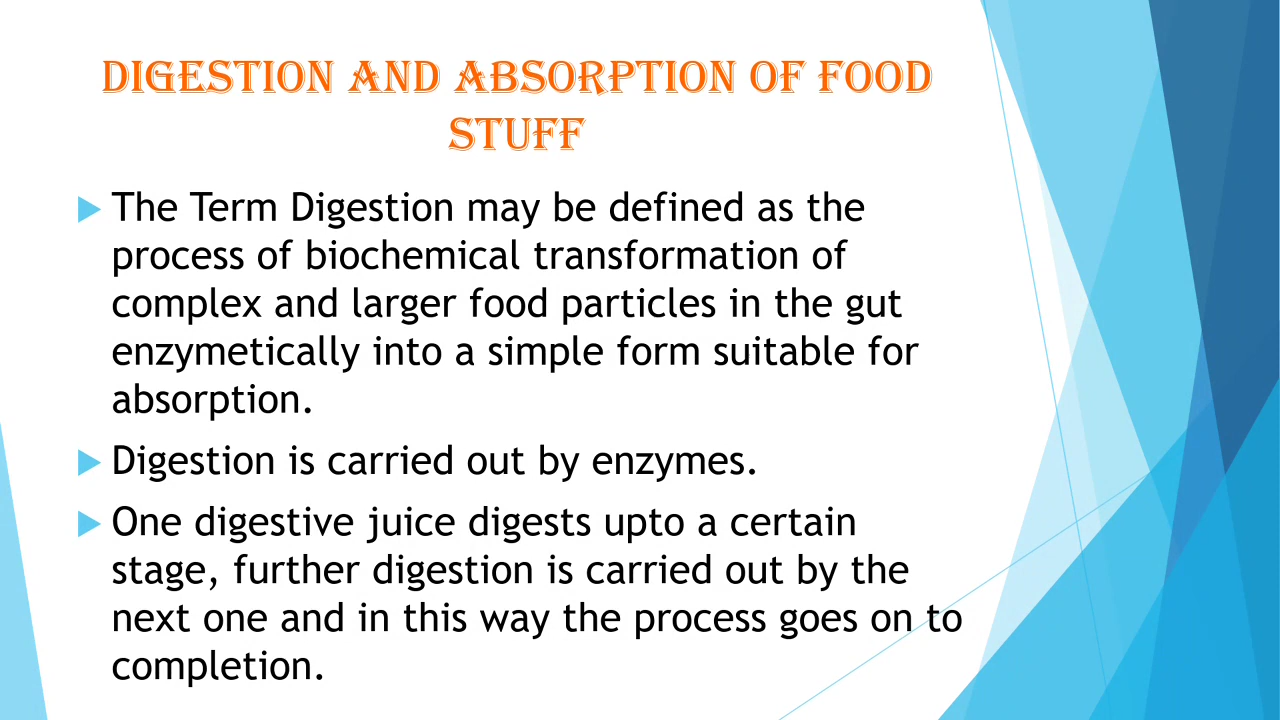 DIGESTION AND ABSORPTION OF FOOD
STUFF
The Term Digestion may be defined as the
process of biochemical transformation of
complex and larger food particles in the gut
enzymetically into a simple form suitable for
absorption.
Digestion is carried out by enzymes.
One digestive juice digests upto a certain
stage, further digestion is carried out by the
next one and in this way the process goes on to
completion.